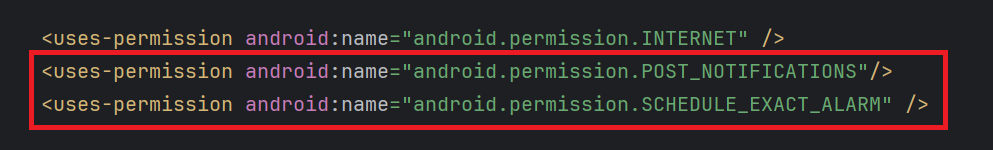 <uses-permission android:name="android.permission.INTERNET" />
<uses-permission android:name="android.permission.POST_NOTIFICATIONS"/>
<uses-permission android:name="android.permission.SCHEDULE_EXACT_ALARM" />